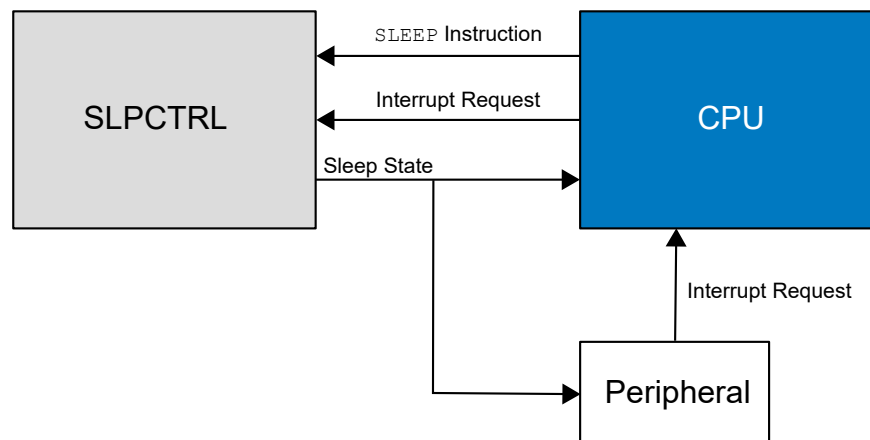 SLEEP Instruction
SLPCTRL
Interrupt Request
CPU
Sleep State
Interrupt Request
Peripheral